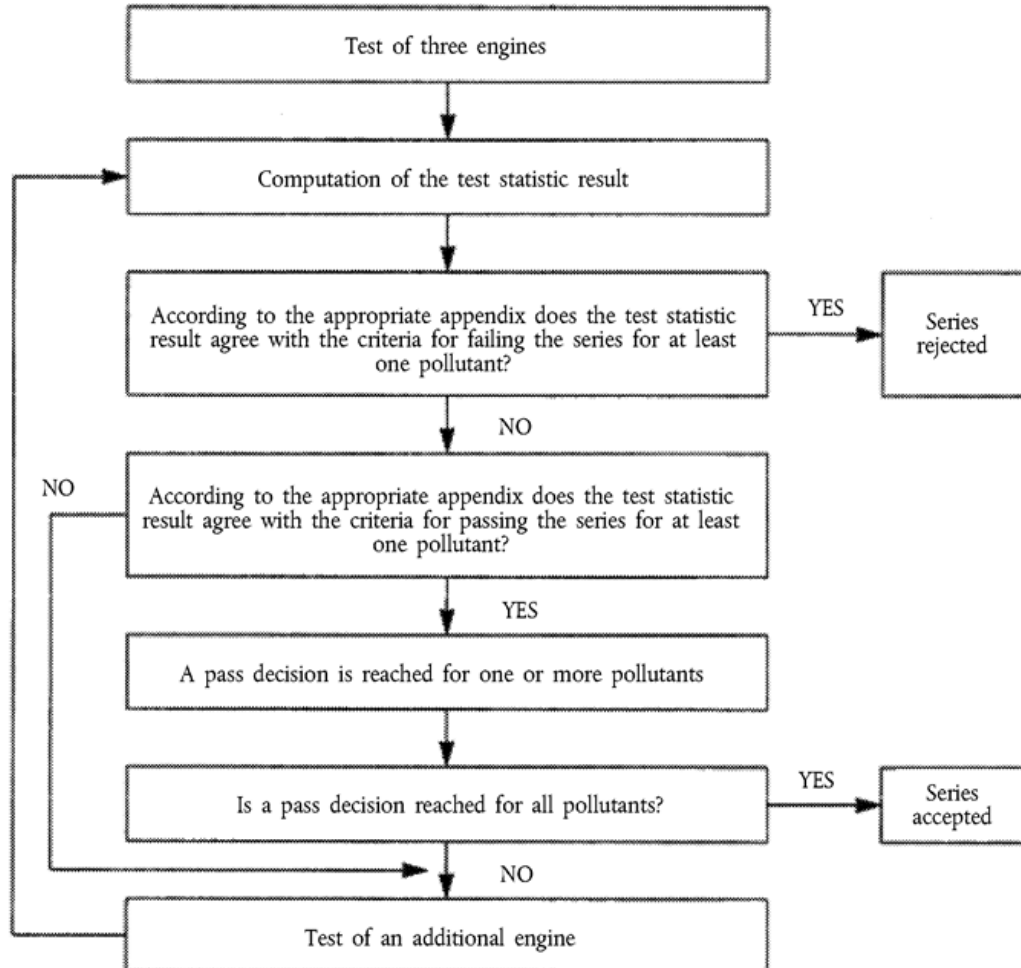 Test of three engines
Computation of the test statistic result
According to the appropriate appendix does the test statistic
result agree with the criteria for failing the series for at least
one pollutant?
YES
Series
rejected
NO
According to the appropriate appendix does the test statistic
result agree with the criteria for passing the series for at least
one pollutant?
NO
YES
A pass decision is reached for one or more pollutants
Is a pass decision reached for all pollutants?
YES
Series
accepted
NO
Test of an additional engine